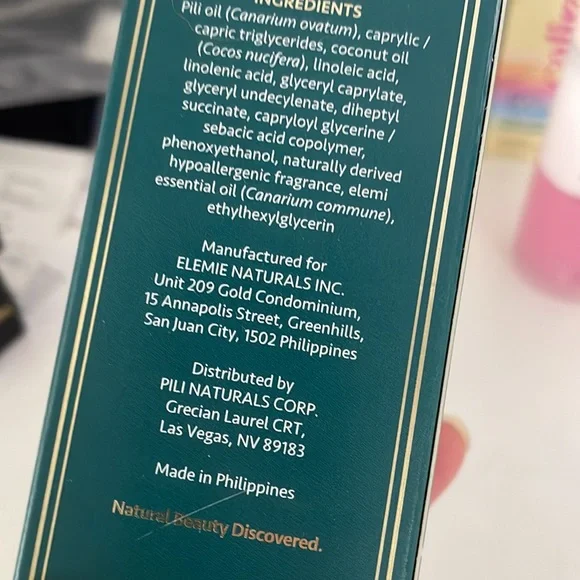 INGREDIENTS
Pili oil (Canarium ovatum), caprylic /
capric triglycerides, coconut oil
(Cocos nucifera), linoleic acid,
linolenic acid, glyceryl caprylate,
glyceryl undecylenate, diheptyl
succinate, capryloyl glycerine /
sebacic acid copolymer,
phenoxyethanol, naturally derived
hypoallergenic fragrance, elemi
essential oil (Canarium commune),
ethylhexylglycerin
Manufactured for
ELEMIE NATURALS INC.
Unit 209 Gold Condominium,
15 Annapolis Street, Greenhills,
San Juan City, 1502 Philippines
Distributed by
PILI NATURALS CORP.
Grecian Laurel CRT,
Las Vegas, NV 89183
Made in Philippines
Natural Beauty Discovered.